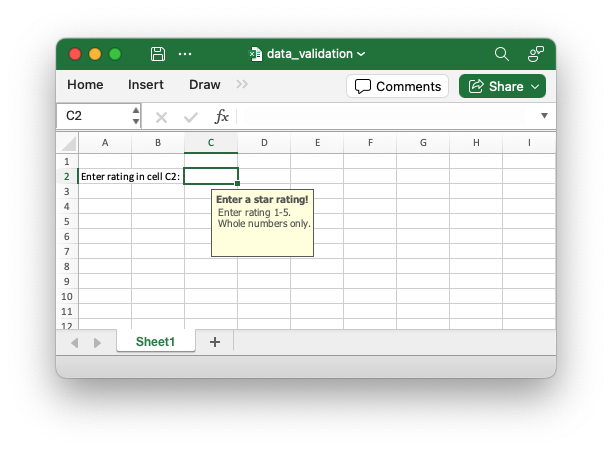 data_validation
Home Insert Draw Comments Share
C2 fx
A B C D E F G H I
1
2 Enter rating in cell C2:
3
Enter a star rating!
4
Enter rating 1-5.
5
Whole numbers only.
6
7
8
9
10
11
12
Sheet1